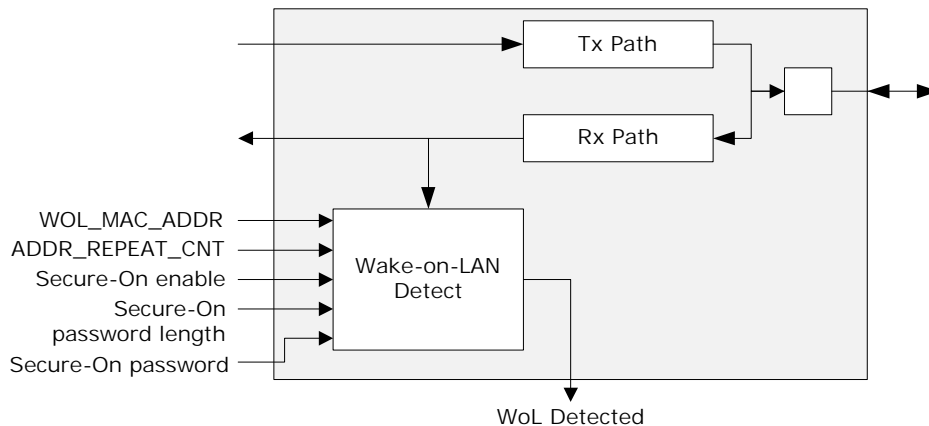 Tx Path
Rx Path
WOL_MAC_ADDR
ADDR_REPEAT_CNT
Secure-On enable
Secure-On
password length
Secure-On password
Wake-on-LAN
Detect
WoL Detected